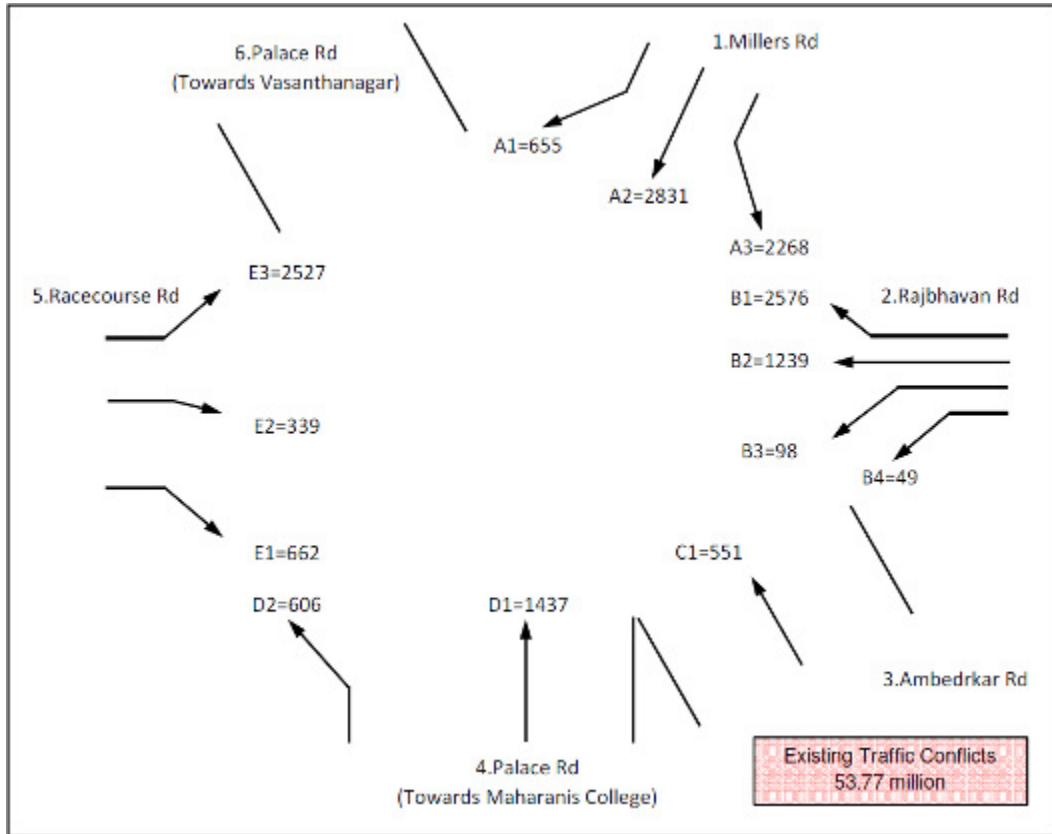 6.Palace Rd
(Towards Vasanthanagar)
1.Millers Rd
A1=655
A2=2831
A3=2268
E3=2527
5.Racecourse Rd
B1=2576
2.Rajbhavan Rd
B2=1239
E2=339
B3=98
B4=49
E1=662
C1=551
D2=606
D1=1437
3.Ambedrkar Rd
4.Palace Rd
(Towards Maharanis College)
Existing Traffic Conflicts
53.77 million